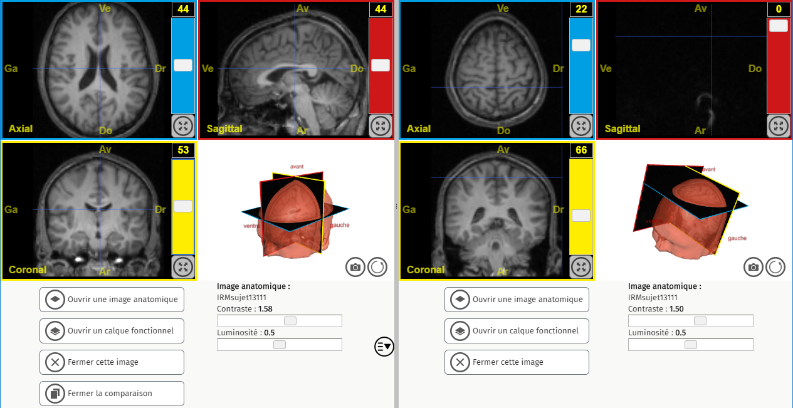 Ve
44
Ga
Dr
Axial
Do
Av
44
Ve
Do
Sagittal
Ar
Ve
22
Ga
Dr
Axial
Do
Av
0
Ve
Do
Sagittal
Ar
Av
53
Ga
Dr
Coronal
Ar
avant
ventre
gauche
Av
66
Ga
Dr
Coronal
Ar
avant
gauche
Ouvrir une image anatomique
Ouvrir un calque fonctionnel
Fermer cette image
Fermer la comparaison
Image anatomique :
IRMsujet13111
Contraste : 1.58
Luminosité : 0.5
Ouvrir une image anatomique
Ouvrir un calque fonctionnel
Fermer cette image
Image anatomique :
IRMsujet13111
Contraste : 1.50
Luminosité : 0.5